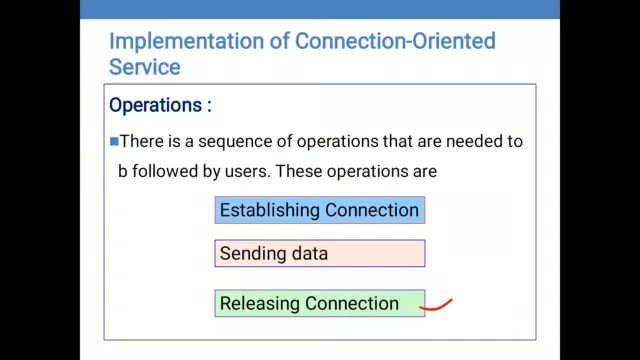 Implementation of Connection-Oriented
Service
Operations :
There is a sequence of operations that are needed to
b followed by users. These operations are
Establishing Connection
Sending data
Releasing Connection